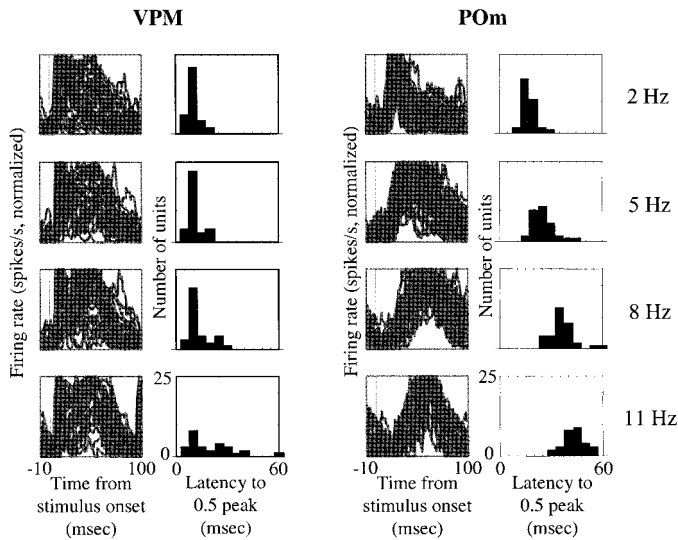 VPM
POm
2 Hz
5 Hz
8 Hz
11 Hz
Firing rate (spikes/s, normalized)
Number of units
Firing rate (spikes/s, normalized)
Number of units
25
0
25
0
-10
100
0
60
-10
100
0
60
Time from
stimulus onset
(msec)
Latency to
0.5 peak
(msec)
Time from
stimulus onset
(msec)
Latency to
0.5 peak
(msec)